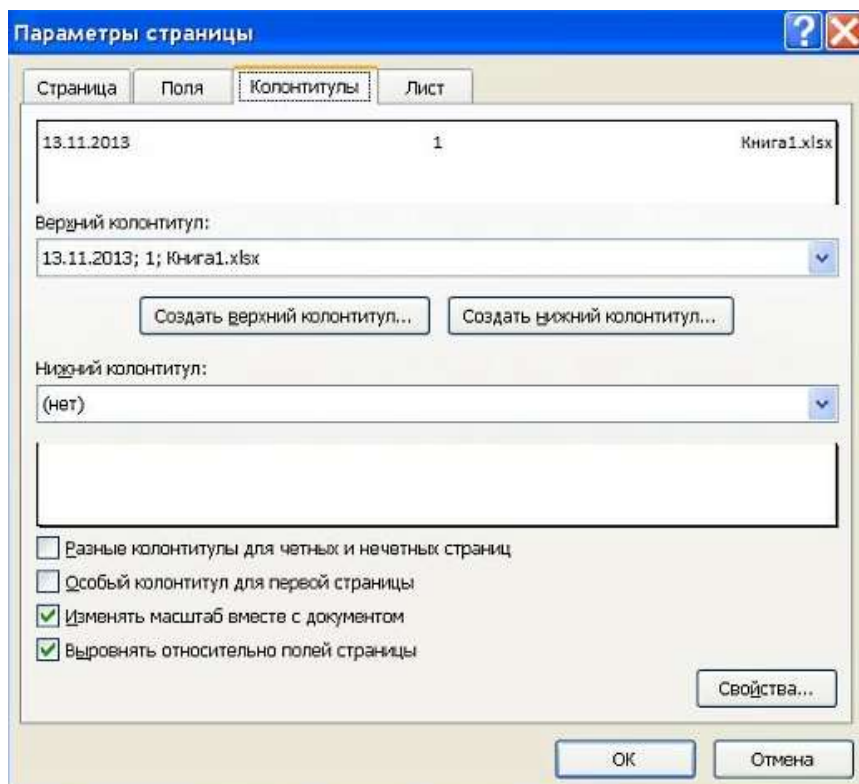 Параметры страницы ?
Страница Поля Колонтитулы Лист
13.11.2013 1 Книга1.xlsx
Верхний колонтитул:
13.11.2013; 1; Книга1.xlsx
Создать верхний колонтитул... Создать нижний колонтитул...
Нижний колонтитул:
(нет)
Разные колонтитулы для четных и нечетных страниц
Особый колонтитул для первой страницы
Изменять масштаб вместе с документом
Выровнять относительно полей страницы
Свойства...
ОК Отмена